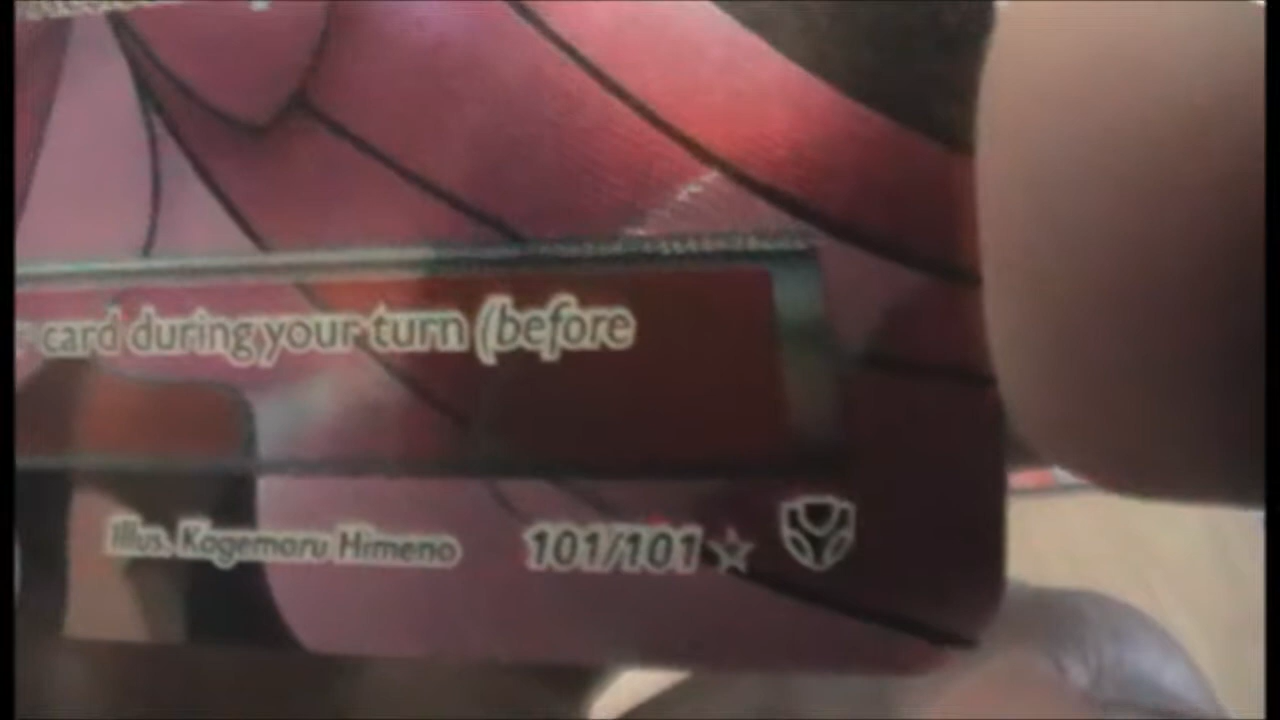 card during your turn (before
Illus. Kagemaru Himeno 101/101 ★